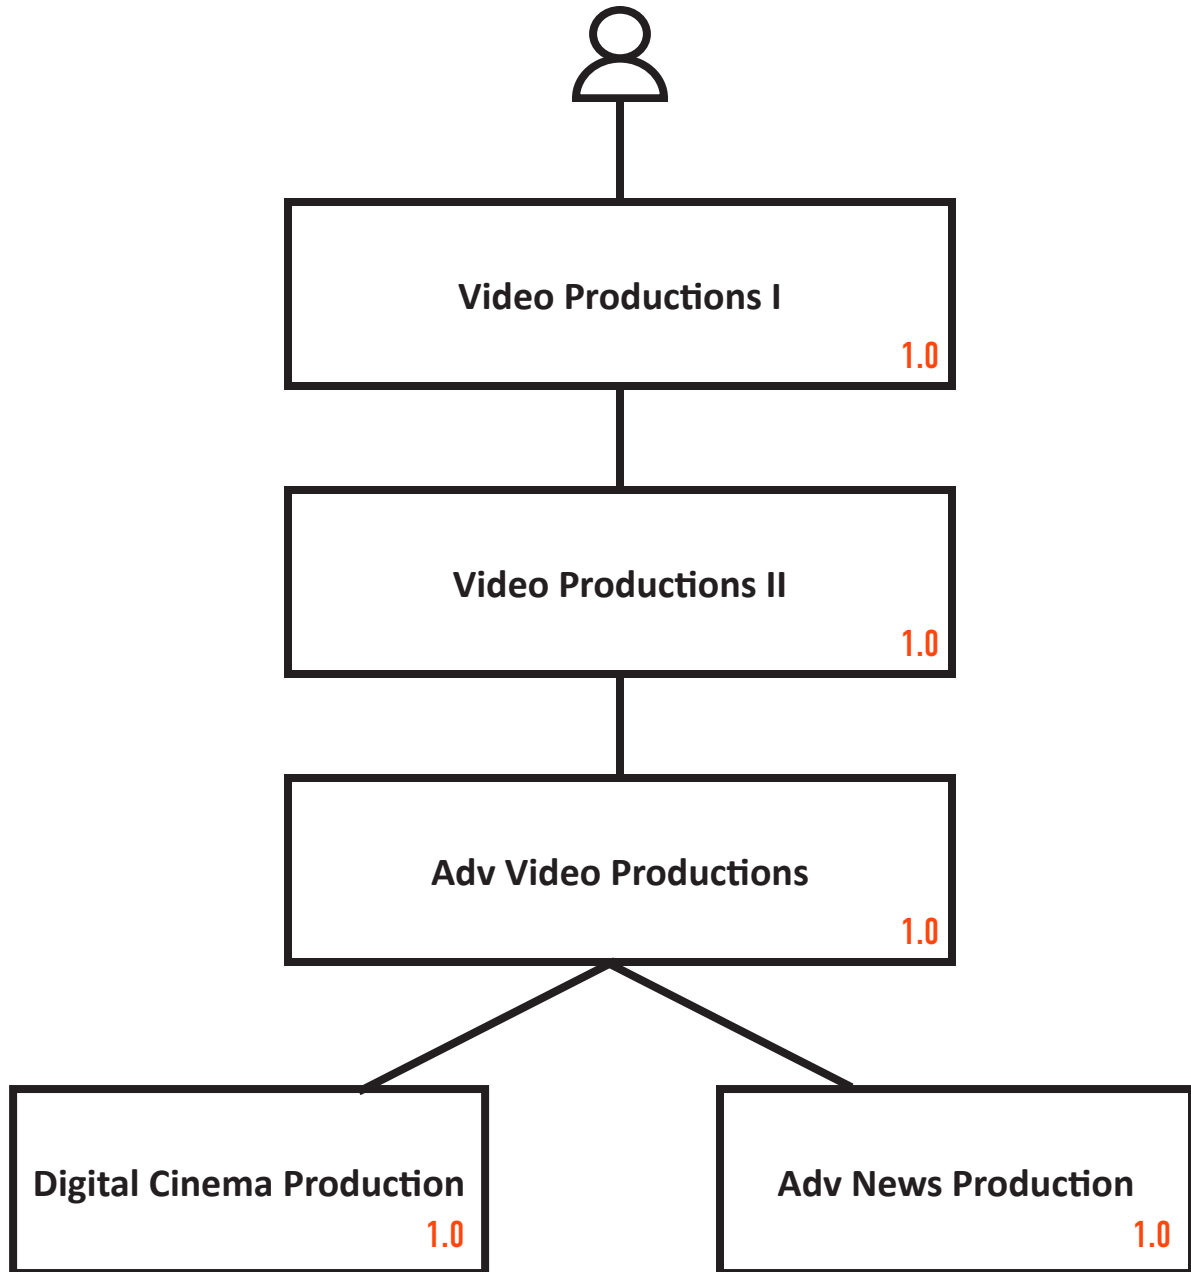 Video Productions I
1.0
Video Productions II
1.0
Adv Video Productions
1.0
Digital Cinema Production
1.0
Adv News Production
1.0